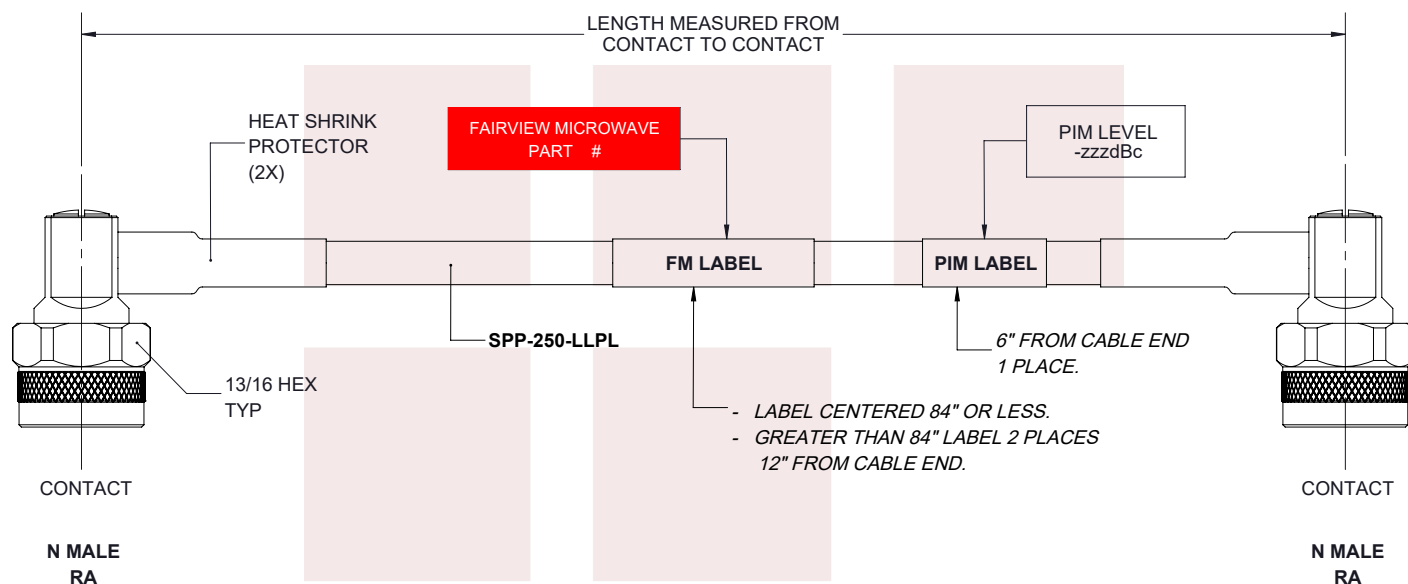 LENGTH MEASURED FROM
CONTACT TO CONTACT
HEAT SHRINK
PROTECTOR
(2X)
FAIRVIEW MICROWAVE
PART #
PIM LEVEL
-zzzdBc
FM LABEL
PIM LABEL
SPP-250-LLPL
6" FROM CABLE END
1 PLACE.
13/16 HEX
TYP
- LABEL CENTERED 84" OR LESS.
- GREATER THAN 84" LABEL 2 PLACES
12" FROM CABLE END.
CONTACT
N MALE
RA
CONTACT
N MALE
RA